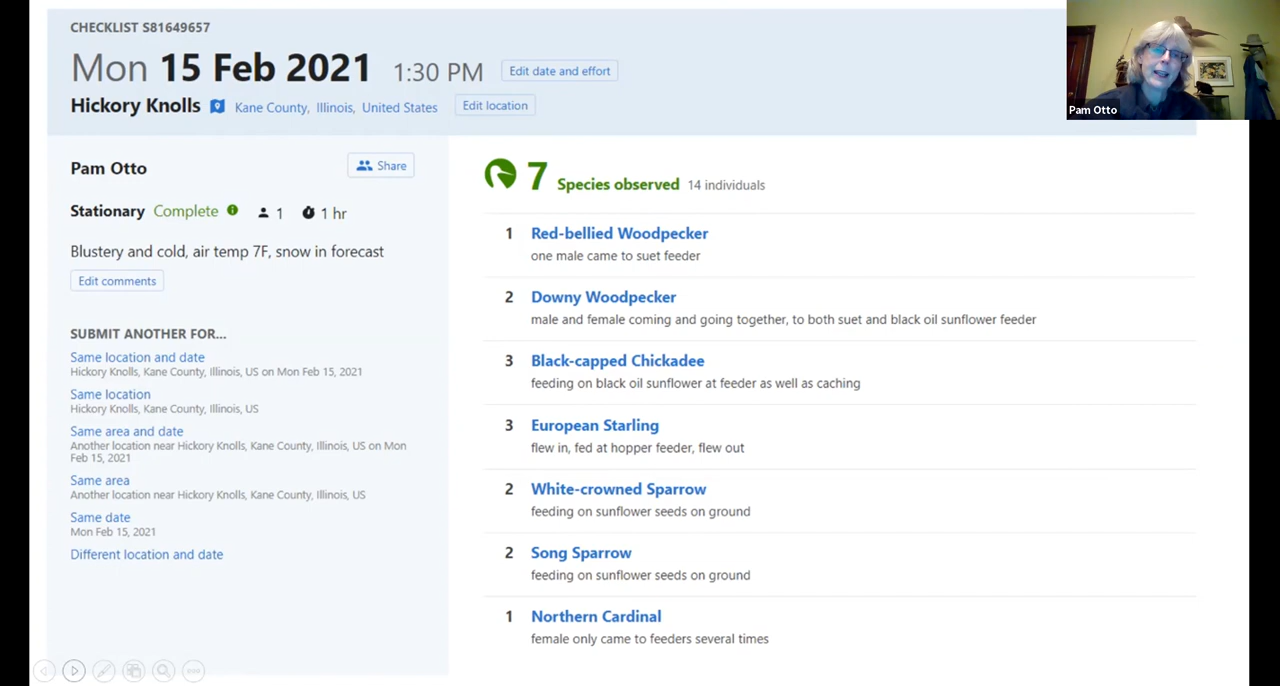 CHECKLIST S81649657
Mon 15 Feb 2021 1:30 PM Edit date and effort
Hickory Knolls Kane County, Illinois, United States Edit location
Pam Otto
Pam Otto Share
Stationary Complete 1 1 hr
Blustery and cold, air temp 7F, snow in forecast
Edit comments
SUBMIT ANOTHER FOR...
Same location and date
Hickory Knolls, Kane County, Illinois, US on Mon Feb 15, 2021
Same location
Hickory Knolls, Kane County, Illinois, US
Same area and date
Another location near Hickory Knolls, Kane County, Illinois, US on Mon
Feb 15, 2021
Same area
Another location near Hickory Knolls, Kane County, Illinois, US
Same date
Mon Feb 15, 2021
Different location and date
7 Species observed 14 individuals
1 Red-bellied Woodpecker
one male came to suet feeder
2 Downy Woodpecker
male and female coming and going together, to both suet and black oil sunflower feeder
3 Black-capped Chickadee
feeding on black oil sunflower at feeder as well as caching
3 European Starling
flew in, fed at hopper feeder, flew out
2 White-crowned Sparrow
feeding on sunflower seeds on ground
2 Song Sparrow
feeding on sunflower seeds on ground
1 Northern Cardinal
female only came to feeders several times